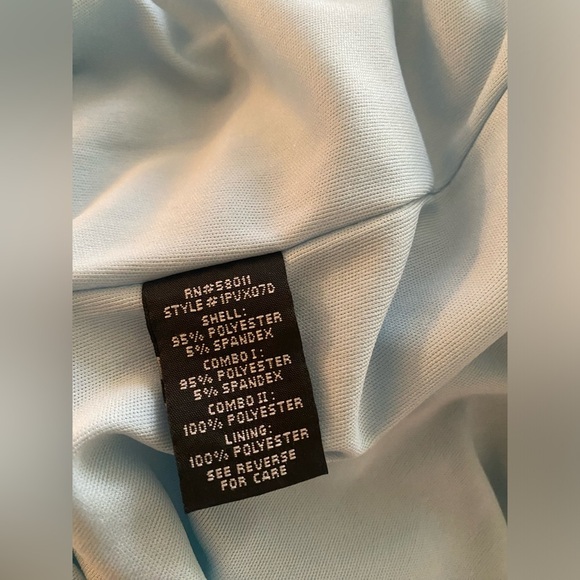 RN#58011
STYLE#1PVX07D
SHELL:
95% POLYESTER
5% SPANDEX
COMBO I:
95% POLYESTER
5% SPANDEX
COMBO II:
100% POLYESTER
LINING:
100% POLYESTER
SEE REVERSE
FOR CARE